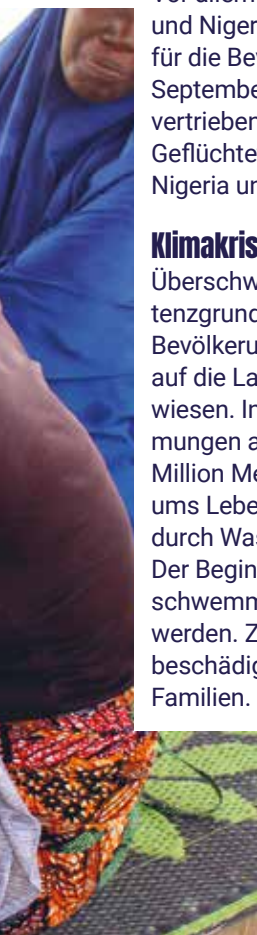 Vor allem
und Niger
für die Bev
Septembe
vertrieben
Geflüchte
Nigeria un
Klimakris
Überschw
tenzgrund
Bevölkeru
auf die La
wiesen. In
mungen a
Million Me
ums Lebe
durch Was
Der Begin
schwemm
werden. Z
beschädig
Familien.